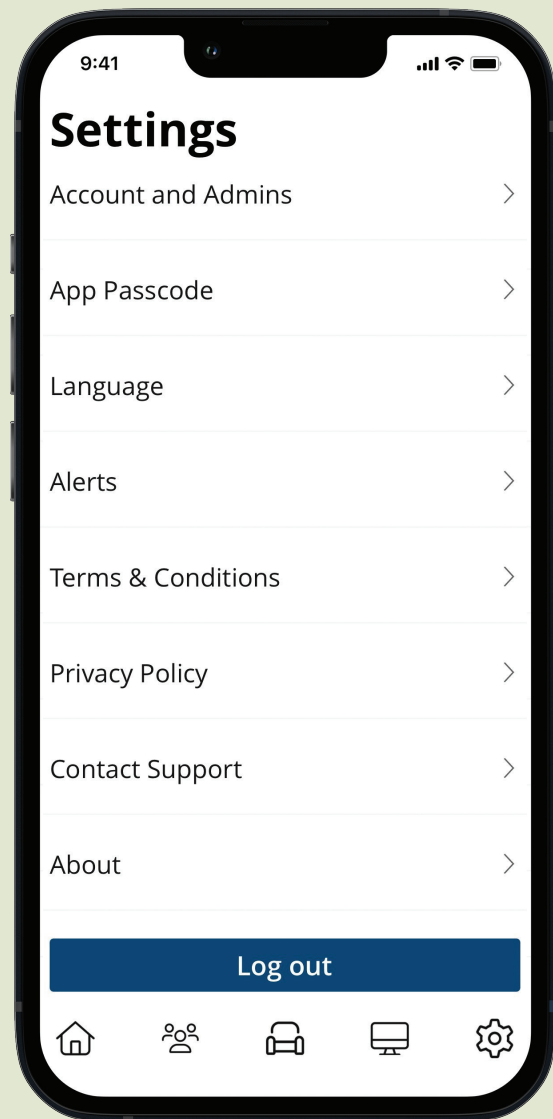 9:41
Settings
Account and Admins
App Passcode
Language
Alerts
Terms & Conditions
Privacy Policy
Contact Support
About
Log out